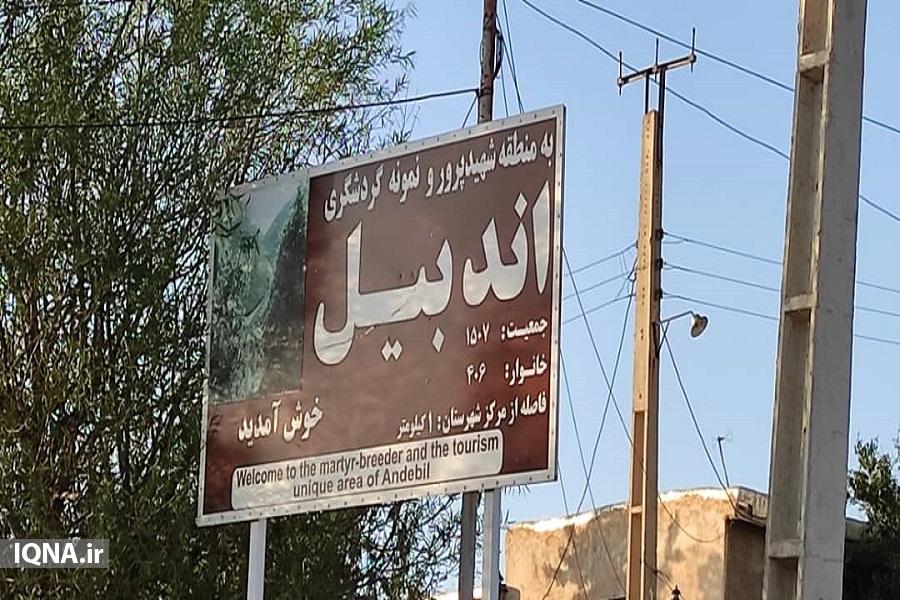 به منطقه شهیدپرور و نمونه گردشگری
اندبیل
جمعیت: ۱۵۰۷
خانوار: ۴۰۶
فاصله از مرکز شهرستان: ۱ کیلومتر
خوش آمدید
Welcome to the martyr-breeder and the tourism
unique area of Andebil
IQNA.ir